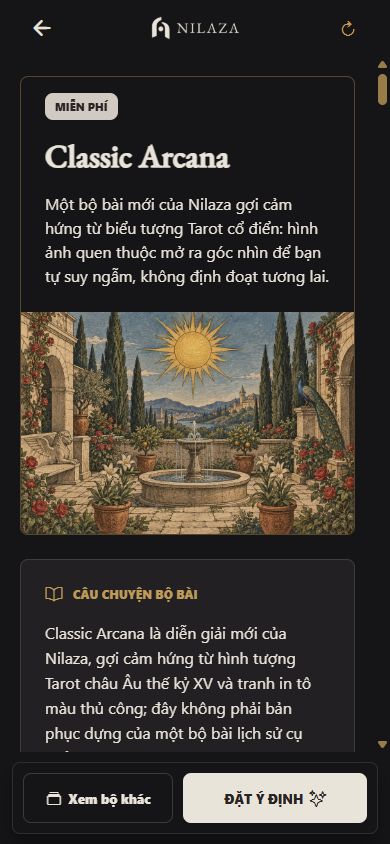 NILAZA
MIỄN PHÍ
Classic Arcana
Một bộ bài mới của Nilaza gợi cảm
hứng từ biểu tượng Tarot cổ điển: hình
ảnh quen thuộc mở ra góc nhìn để bạn
tự suy ngẫm, không định đoạt tương lai.
CÂU CHUYỆN BỘ BÀI
Classic Arcana là diễn giải mới của
Nilaza, gợi cảm hứng từ hình tượng
Tarot châu Âu thế kỷ XV và tranh in tô
màu thủ công; đây không phải bản
phục dựng của một bộ bài lịch sử cụ
Xem bộ khác
ĐẶT Ý ĐỊNH